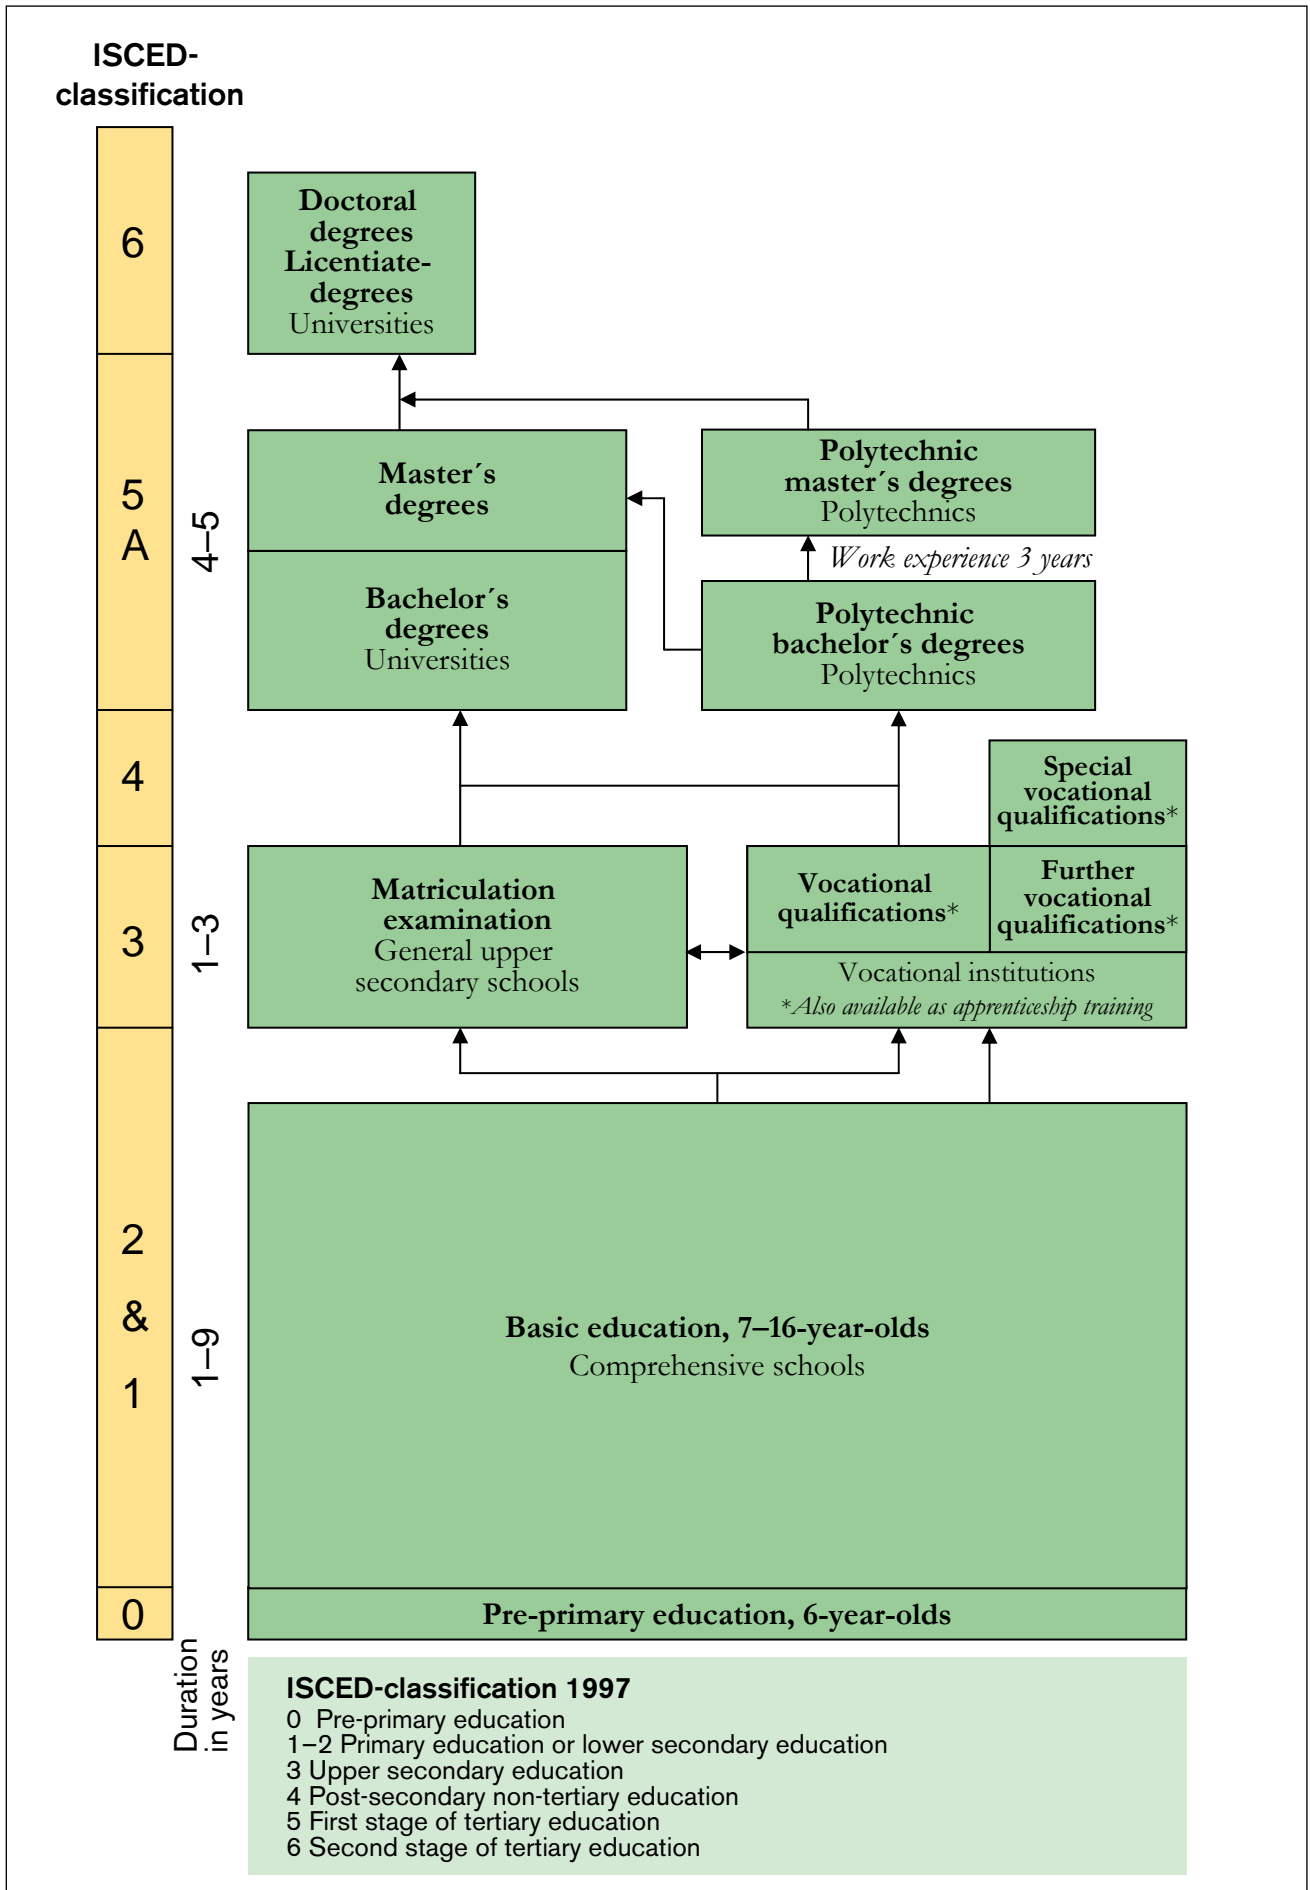 ISCED-
classification
6
5
A
4
3
2
&
1
0
4–5
1–3
1–9
Duration
in years
Doctoral
degrees
Licentiate-
degrees
Universities
Master´s
degrees
Bachelor´s
degrees
Universities
Polytechnic
master´s degrees
Polytechnics
Work experience 3 years
Polytechnic
bachelor´s degrees
Polytechnics
Special
vocational
qualifications*
Matriculation
examination
General upper
secondary schools
Vocational
qualifications*
Further
vocational
qualifications*
Vocational institutions
*Also available as apprenticeship training
Basic education, 7–16-year-olds
Comprehensive schools
Pre-primary education, 6-year-olds
ISCED-classification 1997
0 Pre-primary education
1–2 Primary education or lower secondary education
3 Upper secondary education
4 Post-secondary non-tertiary education
5 First stage of tertiary education
6 Second stage of tertiary education